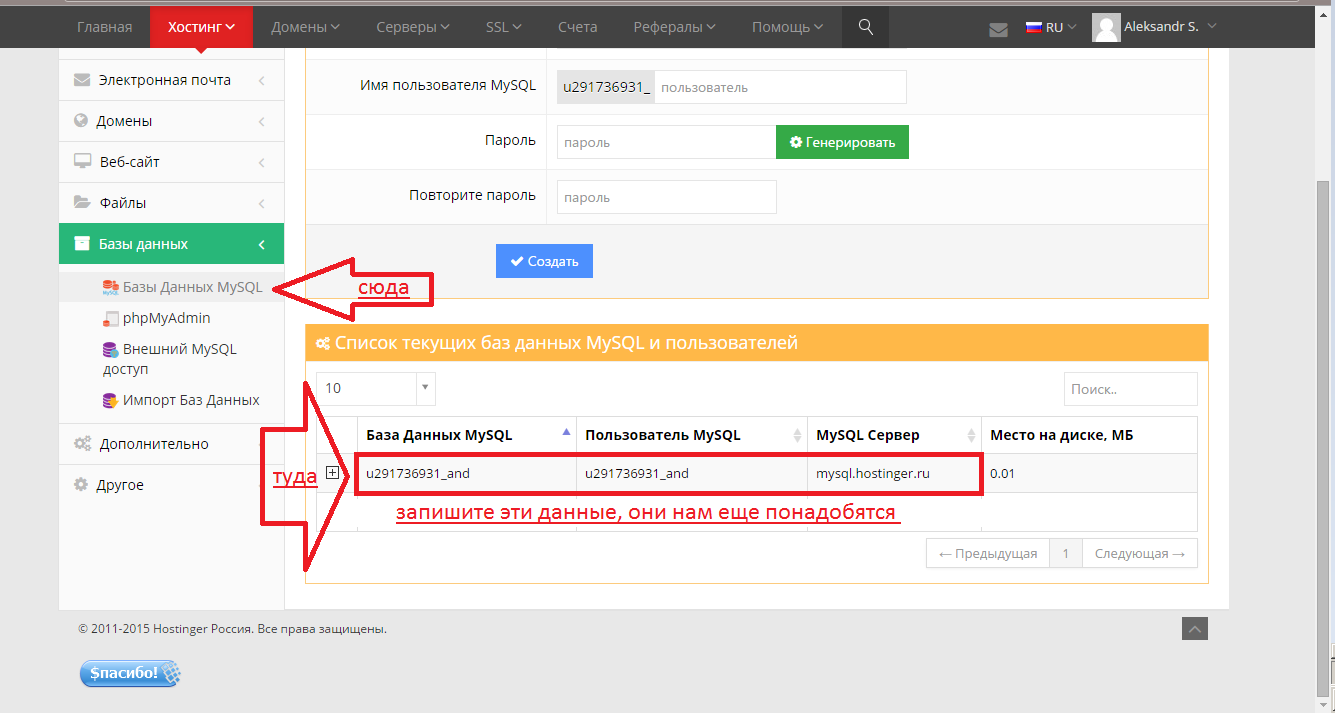 Главная Хостинг Домены Серверы SSL Счета Рефералы Помощь RU Aleksandr S.
Электронная почта
Домены
Веб-сайт
Файлы
Базы данных
Базы Данных MySQL
phpMyAdmin
Внешний MySQL
доступ
Импорт Баз Данных
Дополнительно
Другое
Имя пользователя MySQL u291736931_ пользователь
Пароль пароль Генерировать
Повторите пароль пароль
Создать
сюда
Список текущих баз данных MySQL и пользователей
10 Поиск..
База Данных MySQL Пользователь MySQL MySQL Сервер Место на диске, МБ
туда
u291736931_and u291736931_and mysql.hostinger.ru 0.01
запишите эти данные, они нам еще понадобятся
← Предыдущая 1 Следующая →
© 2011-2015 Hostinger Россия. Все права защищены.
$пасибо!